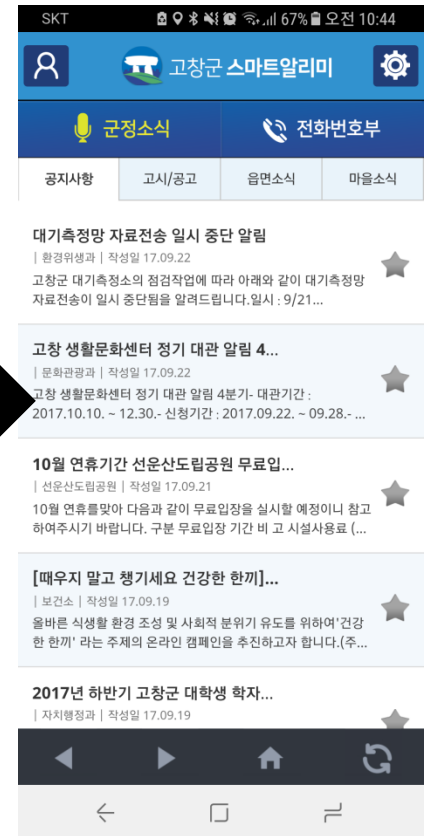 SKT 67% 오전 10:44
고창군 스마트알리미
군정소식 전화번호부
공지사항 고시/공고 읍면소식 마을소식
대기측정망 자료전송 일시 중단 알림
| 환경위생과 | 작성일 17.09.22
고창군 대기측정소의 점검작업에 따라 아래와 같이 대기측정망
자료전송이 일시 중단됨을 알려드립니다.일시 : 9/21...
고창 생활문화센터 정기 대관 알림 4...
| 문화관광과 | 작성일 17.09.22
고창 생활문화센터 정기 대관 알림 4분기- 대관기간 :
2017.10.10. ~ 12.30.- 신청기간 : 2017.09.22. ~ 09.28.- ...
10월 연휴기간 선운산도립공원 무료입...
| 선운산도립공원 | 작성일 17.09.21
10월 연휴를맞아 다음과 같이 무료입장을 실시할 예정이니 참고
하여주시기 바랍니다. 구분 무료입장 기간 비 고 시설사용료 (...
[때우지 말고 챙기세요 건강한 한끼]...
| 보건소 | 작성일 17.09.19
올바른 식생활 환경 조성 및 사회적 분위기 유도를 위하여'건강
한 한끼' 라는 주제의 온라인 캠페인을 추진하고자 합니다.(주...
2017년 하반기 고창군 대학생 학자...
| 자치행정과 | 작성일 17.09.19